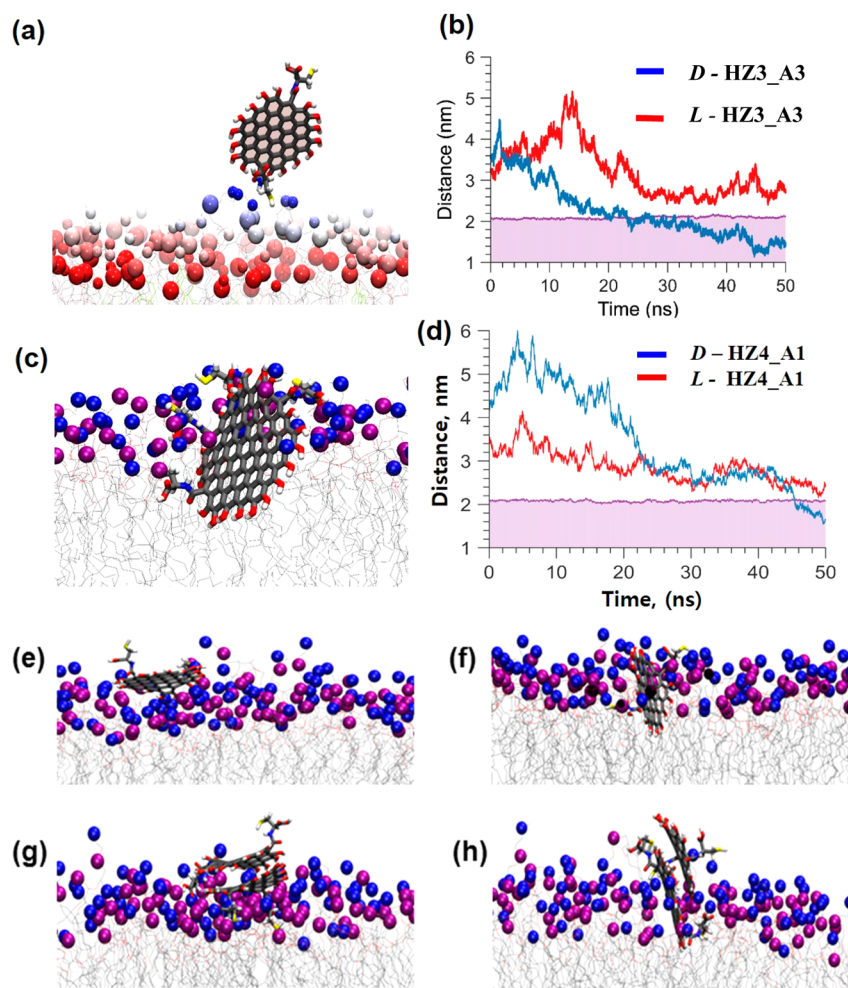 (a)
(b)
6
5
4
3
2
1
Distance (nm)
D - HZ3_A3
L - HZ3_A3
0 10 20 30 40 50
Time (ns)
(c)
(d)
6
5
4
3
2
1
Distance, nm
D – HZ4_A1
L - HZ4_A1
0 10 20 30 40 50
Time, (ns)
(e)
(f)
(g)
(h)